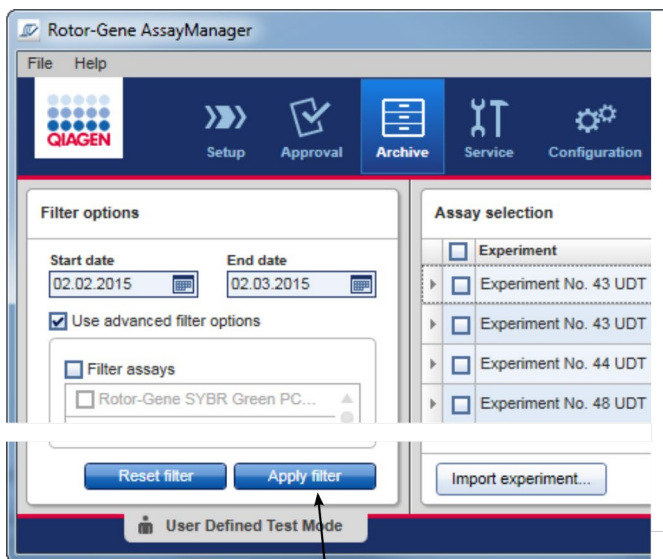 Rotor-Gene AssayManager
File Help
QIAGEN
Setup Approval Archive Service Configuration
Filter options
Start date End date
02.02.2015 02.03.2015
Use advanced filter options
Filter assays
Rotor-Gene SYBR Green PC...
Reset filter Apply filter
Assay selection
Experiment
Experiment No. 43 UDT
Experiment No. 43 UDT
Experiment No. 44 UDT
Experiment No. 48 UDT
Import experiment...
User Defined Test Mode